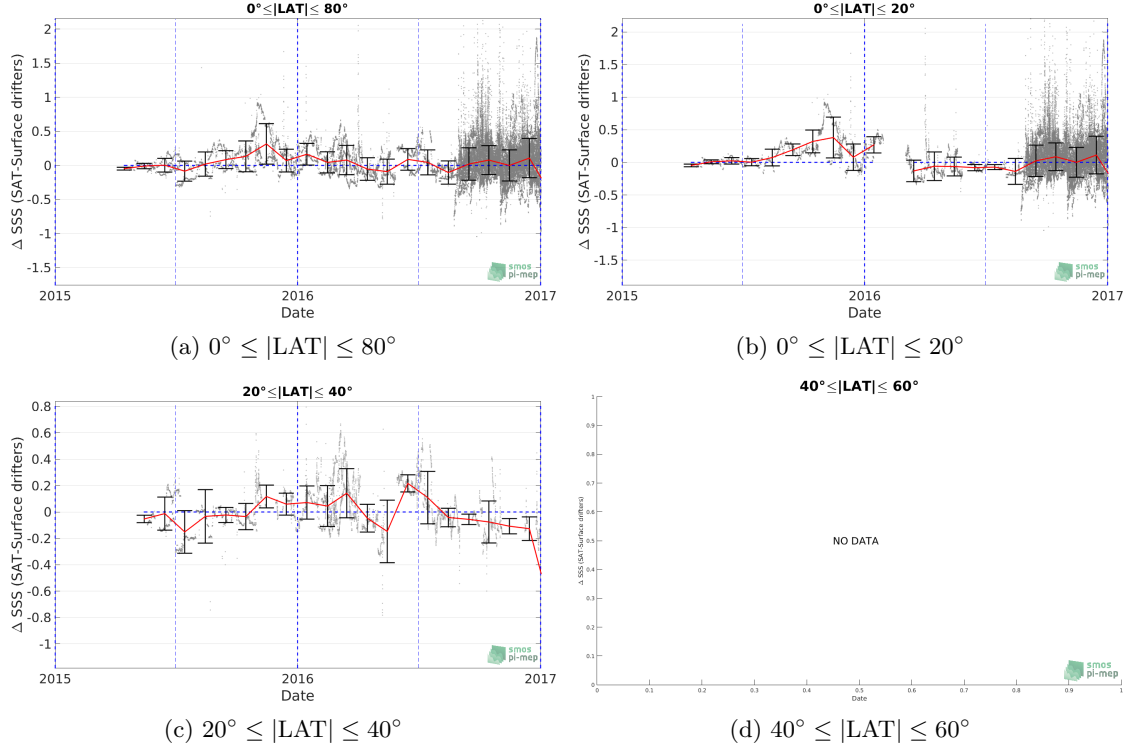 0°≤|LAT|≤ 80°
Δ SSS (SAT-Surface drifters)
2
1.5
1
0.5
0
-0.5
-1
-1.5
2015
2016
2017
Date
smos
pi-mep
(a) 0° ≤ |LAT| ≤ 80°
0°≤|LAT|≤ 20°
Δ SSS (SAT-Surface drifters)
2
1.5
1
0.5
0
-0.5
-1
-1.5
2015
2016
2017
Date
smos
pi-mep
(b) 0° ≤ |LAT| ≤ 20°
20°≤|LAT|≤ 40°
Δ SSS (SAT-Surface drifters)
0.8
0.6
0.4
0.2
0
-0.2
-0.4
-0.6
-0.8
-1
2015
2016
2017
Date
smos
pi-mep
(c) 20° ≤ |LAT| ≤ 40°
40°≤|LAT|≤ 60°
Δ SSS (SAT-Surface drifters)
1
0.9
0.8
0.7
0.6
0.5
0.4
0.3
0.2
0.1
0
NO DATA
0 0.1 0.2 0.3 0.4 0.5 0.6 0.7 0.8 0.9 1
Date
smos
pi-mep
(d) 40° ≤ |LAT| ≤ 60°